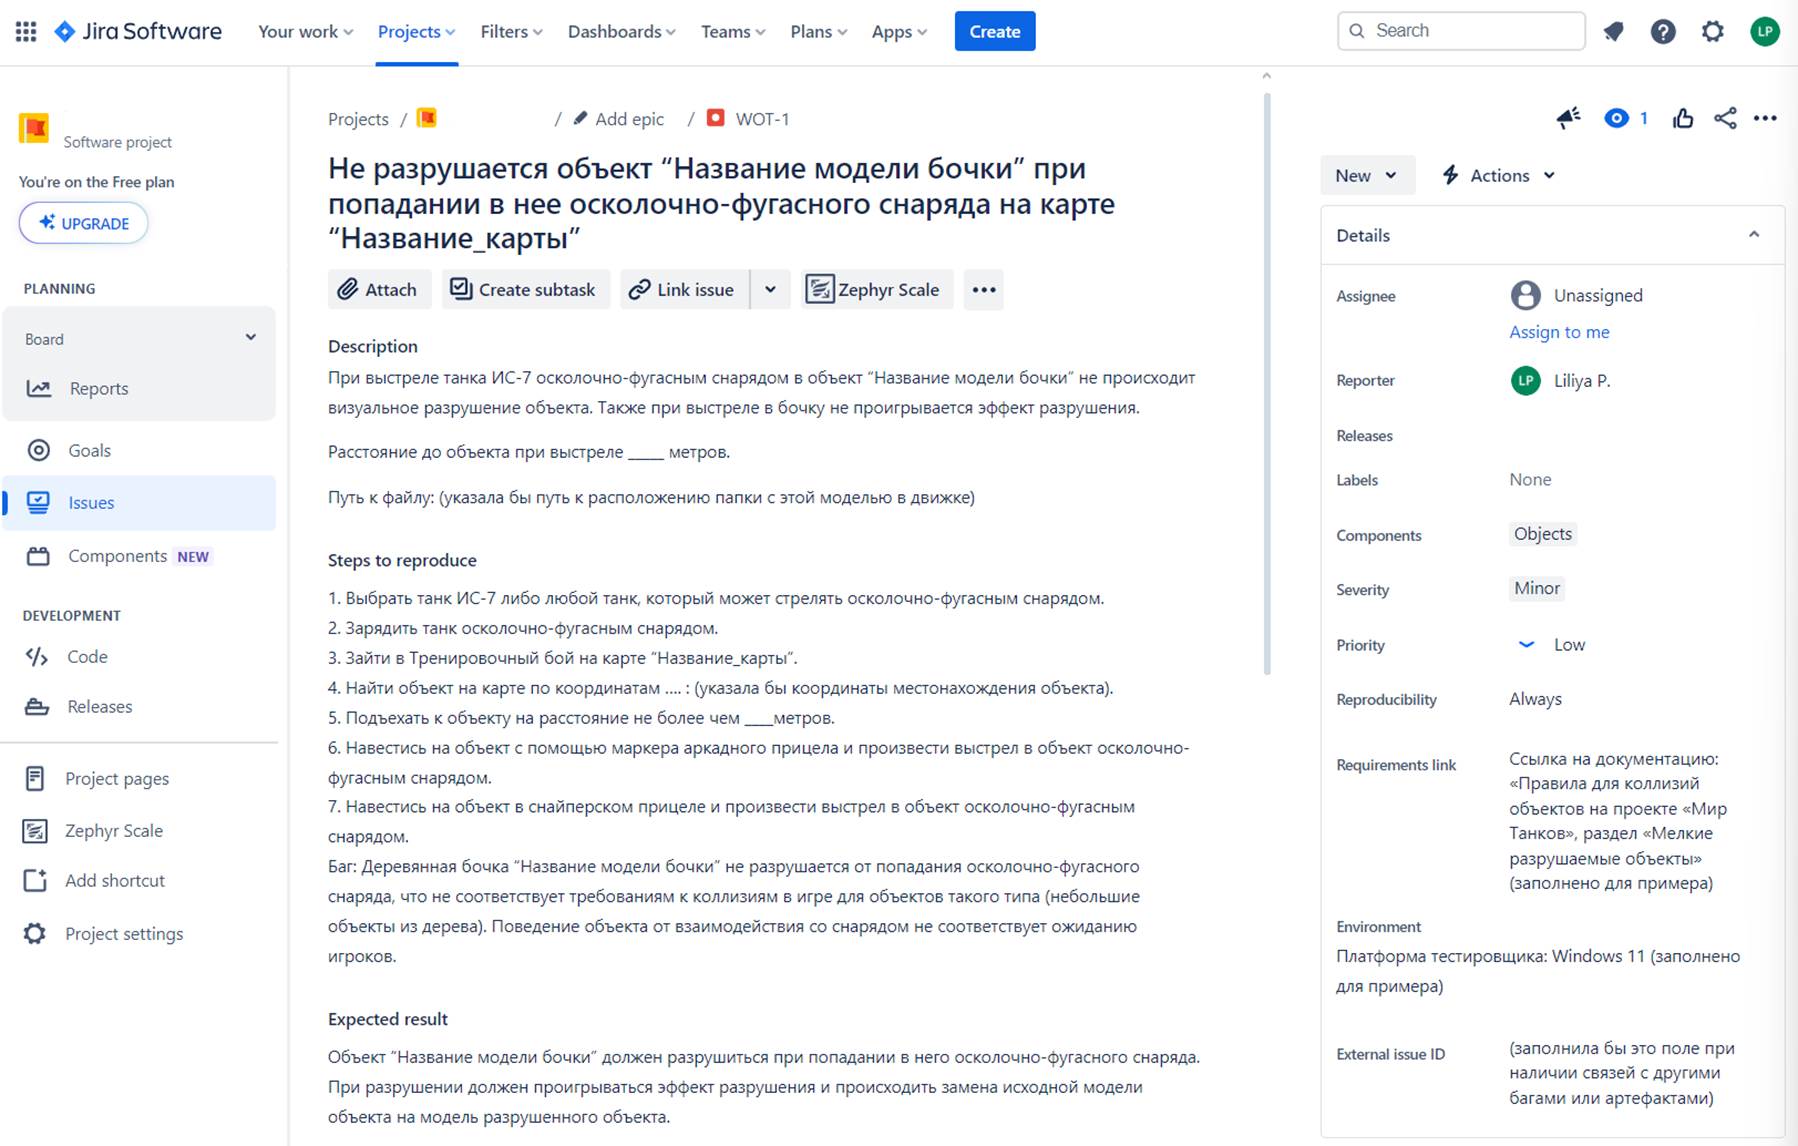 Jira Software
Your work
Projects
Filters
Dashboards
Teams
Plans
Apps
Create
Search
LP
Software project
You're on the Free plan
UPGRADE
PLANNING
Board
Reports
Goals
Issues
Components NEW
DEVELOPMENT
Code
Releases
Project pages
Zephyr Scale
Add shortcut
Project settings
Projects / / Add epic / WOT-1
Не разрушается объект “Название модели бочки” при
попадании в нее осколочно-фугасного снаряда на карте
“Название_карты”
Attach
Create subtask
Link issue
Zephyr Scale
Description
При выстреле танка ИС-7 осколочно-фугасным снарядом в объект “Название модели бочки” не происходит
визуальное разрушение объекта. Также при выстреле в бочку не проигрывается эффект разрушения.
Расстояние до объекта при выстреле _____ метров.
Путь к файлу: (указала бы путь к расположению папки с этой моделью в движке)
Steps to reproduce
1. Выбрать танк ИС-7 либо любой танк, который может стрелять осколочно-фугасным снарядом.
2. Зарядить танк осколочно-фугасным снарядом.
3. Зайти в Тренировочный бой на карте “Название_карты”.
4. Найти объект на карте по координатам .... : (указала бы координаты местонахождения объекта).
5. Подъехать к объекту на расстояние не более чем ____метров.
6. Навестись на объект с помощью маркера аркадного прицела и произвести выстрел в объект осколочно-
фугасным снарядом.
7. Навестись на объект в снайперском прицеле и произвести выстрел в объект осколочно-фугасным
снарядом.
Баг: Деревянная бочка “Название модели бочки” не разрушается от попадания осколочно-фугасного
снаряда, что не соответствует требованиям к коллизиям в игре для объектов такого типа (небольшие
объекты из дерева). Поведение объекта от взаимодействия со снарядом не соответствует ожиданию
игроков.
Expected result
Объект “Название модели бочки” должен разрушиться при попадании в него осколочно-фугасного снаряда.
При разрушении должен проигрываться эффект разрушения и происходить замена исходной модели
объекта на модель разрушенного объекта.
1
New
Actions
Details
Assignee
Unassigned
Assign to me
Reporter
LP Liliya P.
Releases
Labels
None
Components
Objects
Severity
Minor
Priority
Low
Reproducibility
Always
Requirements link
Ссылка на документацию:
«Правила для коллизий
объектов на проекте «Мир
Танков», раздел «Мелкие
разрушаемые объекты»
(заполнено для примера)
Environment
Платформа тестировщика: Windows 11 (заполнено
для примера)
External issue ID
(заполнила бы это поле при
наличии связей с другими
багами или артефактами)